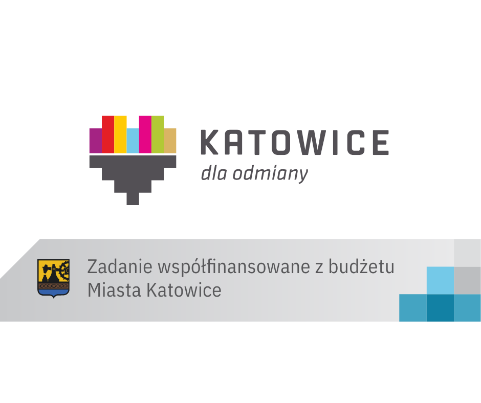 KATOWICE
dla odmiany
Zadanie współfinansowane z budżetu
Miasta Katowice